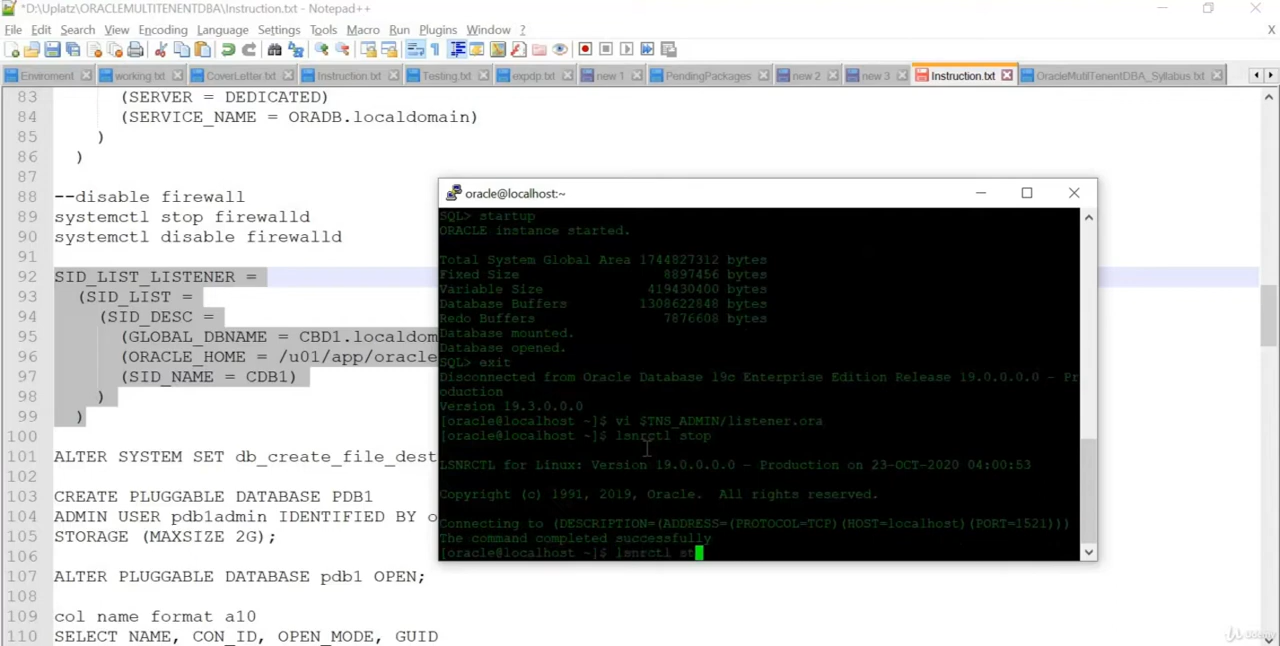 *D:\Uplatz\ORACLEMULTITENENTDBA\Instruction.txt - Notepad++
File Edit Search View Encoding Language Settings Tools Macro Run Plugins Window ? X
Enviroment working.txt CoverLetter.txt Instruction.txt Testing.txt expdp.txt new 1 PendingPackages new 2 new 3 Instruction.txt OracleMultiTenentDBA_Syllabus.txt
83 (SERVER = DEDICATED)
84 (SERVICE_NAME = ORADB.localdomain)
85 )
86 )
87
88 --disable firewall
89 systemctl stop firewalld
90 systemctl disable firewalld
91
92 SID_LIST_LISTENER =
93 (SID_LIST =
94 (SID_DESC =
95 (GLOBAL_DBNAME = CBD1.localdom
96 (ORACLE_HOME = /u01/app/oracle
97 (SID_NAME = CDB1)
98 )
99 )
100
101 ALTER SYSTEM SET db_create_file_dest
102
103 CREATE PLUGGABLE DATABASE PDB1
104 ADMIN USER pdb1admin IDENTIFIED BY o
105 STORAGE (MAXSIZE 2G);
106
107 ALTER PLUGGABLE DATABASE pdb1 OPEN;
108
109 col name format a10
110 SELECT NAME, CON_ID, OPEN_MODE, GUID
oracle@localhost:~
SQL> startup
ORACLE instance started.
Total System Global Area 1744827312 bytes
Fixed Size 8897456 bytes
Variable Size 419430400 bytes
Database Buffers 1308622848 bytes
Redo Buffers 7876608 bytes
Database mounted.
Database opened.
SQL> exit
Disconnected from Oracle Database 19c Enterprise Edition Release 19.0.0.0.0 - Pr
oduction
Version 19.3.0.0.0
[oracle@localhost ~]$ vi $TNS_ADMIN/listener.ora
[oracle@localhost ~]$ lsnrctl stop
LSNRCTL for Linux: Version 19.0.0.0.0 - Production on 23-OCT-2020 04:00:53
Copyright (c) 1991, 2019, Oracle.  All rights reserved.
Connecting to (DESCRIPTION=(ADDRESS=(PROTOCOL=TCP)(HOST=localhost)(PORT=1521)))
The command completed successfully
[oracle@localhost ~]$ lsnrctl st
Udemy